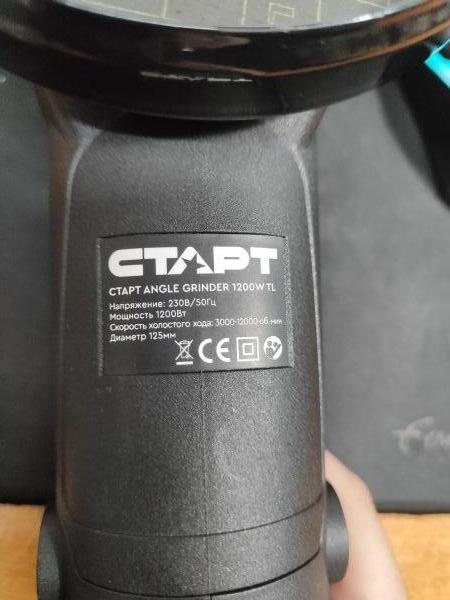 СТАРТ
СТАРТ ANGLE GRINDER 1200W TL
Напряжение: 230В/50Гц
Мощность 1200Вт
Скорость холостого хода: 3000-12000 об. мин
Диаметр 125мм
CE